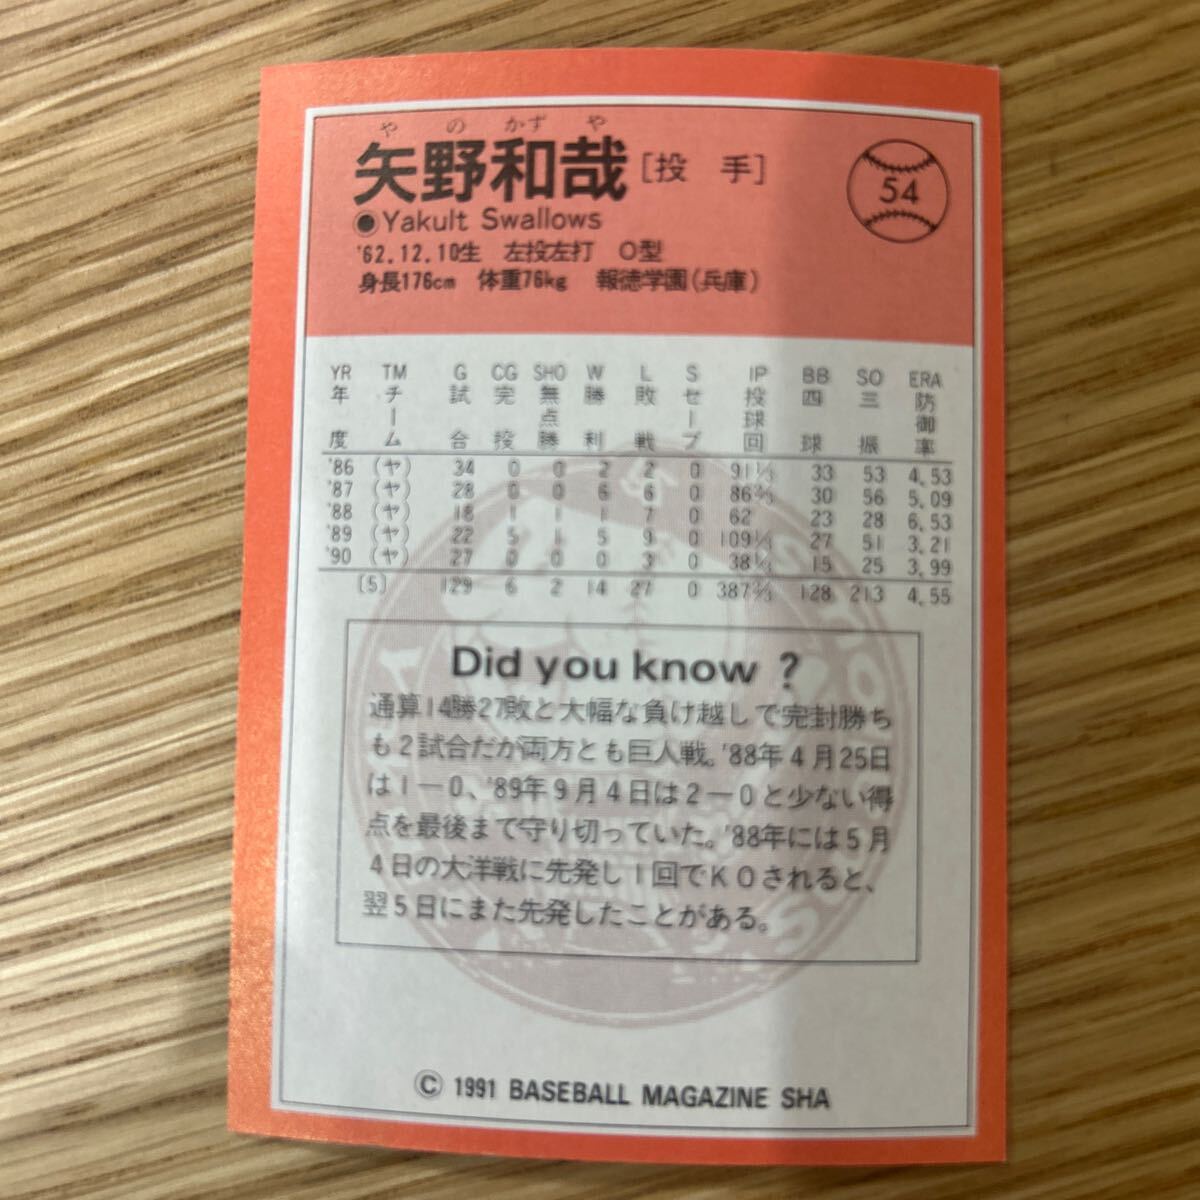 や の かず や
矢野和哉 [投 手]
54
●Yakult Swallows
'62.12.10生 左投左打 O型
身長176cm 体重76kg 報徳学園(兵庫)
YR TM G CG SHO W L S IP BB SO ERA
年度 チーム 試合 完投 無点勝 勝利 敗戦 セーブ 投球回 四球 三振 防御率
'86 (ヤ) 34 0 0 2 2 0 91⅓ 33 53 4.53
'87 (ヤ) 28 0 0 6 6 0 86⅔ 30 56 5.09
'88 (ヤ) 18 1 1 1 7 0 62 23 28 6.53
'89 (ヤ) 22 5 1 5 9 0 109⅓ 27 51 3.21
'90 (ヤ) 27 0 0 0 3 0 38⅓ 15 25 3.99
〔5〕 129 6 2 14 27 0 387⅔ 128 213 4.55
Did you know ?
通算14勝27敗と大幅な負け越しで完封勝ち
も2試合だが両方とも巨人戦。'88年4月25日
は1−0、'89年9月4日は2−0と少ない得
点を最後まで守り切っていた。'88年には5月
4日の大洋戦に先発し1回でKOされると、
翌5日にまた先発したことがある。
© 1991 BASEBALL MAGAZINE SHA